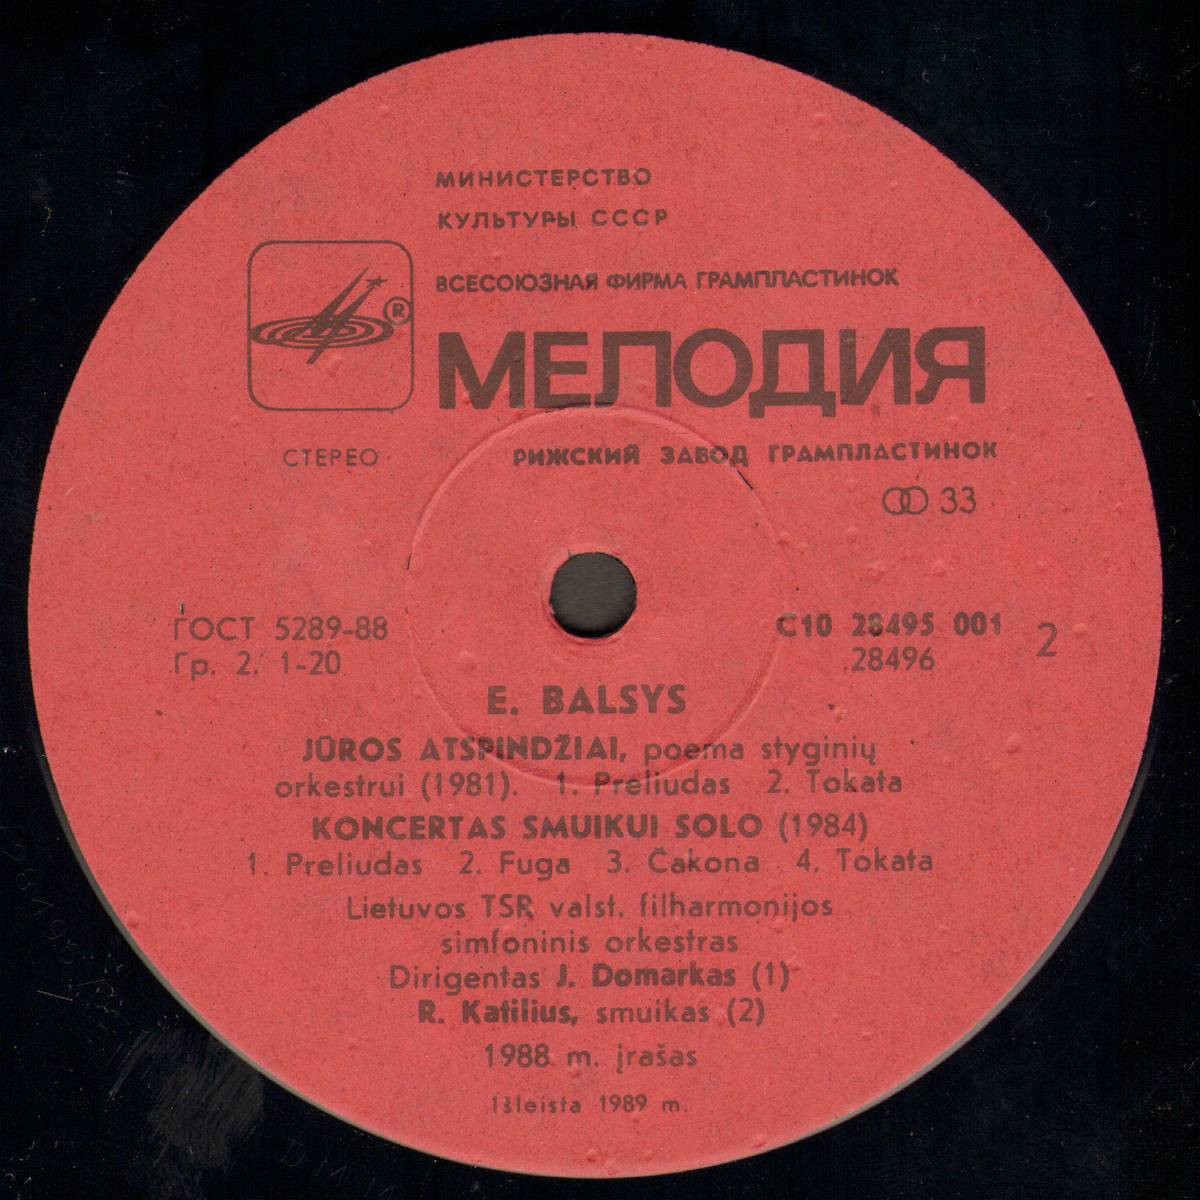 МИНИСТЕРСТВО
КУЛЬТУРЫ СССР
ВСЕСОЮЗНАЯ ФИРМА ГРАМПЛАСТИНОК
®
МЕЛОДИЯ
СТЕРЕО
РИЖСКИЙ ЗАВОД ГРАМПЛАСТИНОК
33
ГОСТ 5289-88
Гр. 2. 1-20
С10 28495 001
28496
2
E. BALSYS
JŪROS ATSPINDŽIAI, poema styginių
orkestrui (1981). 1. Preliudas 2. Tokata
KONCERTAS SMUIKUI SOLO (1984)
1. Preliudas 2. Fuga 3. Čakona 4. Tokata
Lietuvos TSR valst. filharmonijos
simfoninis orkestras
Dirigentas J. Domarkas (1)
R. Katilius, smuikas (2)
1988 m. įrašas
Išleista 1989 m.